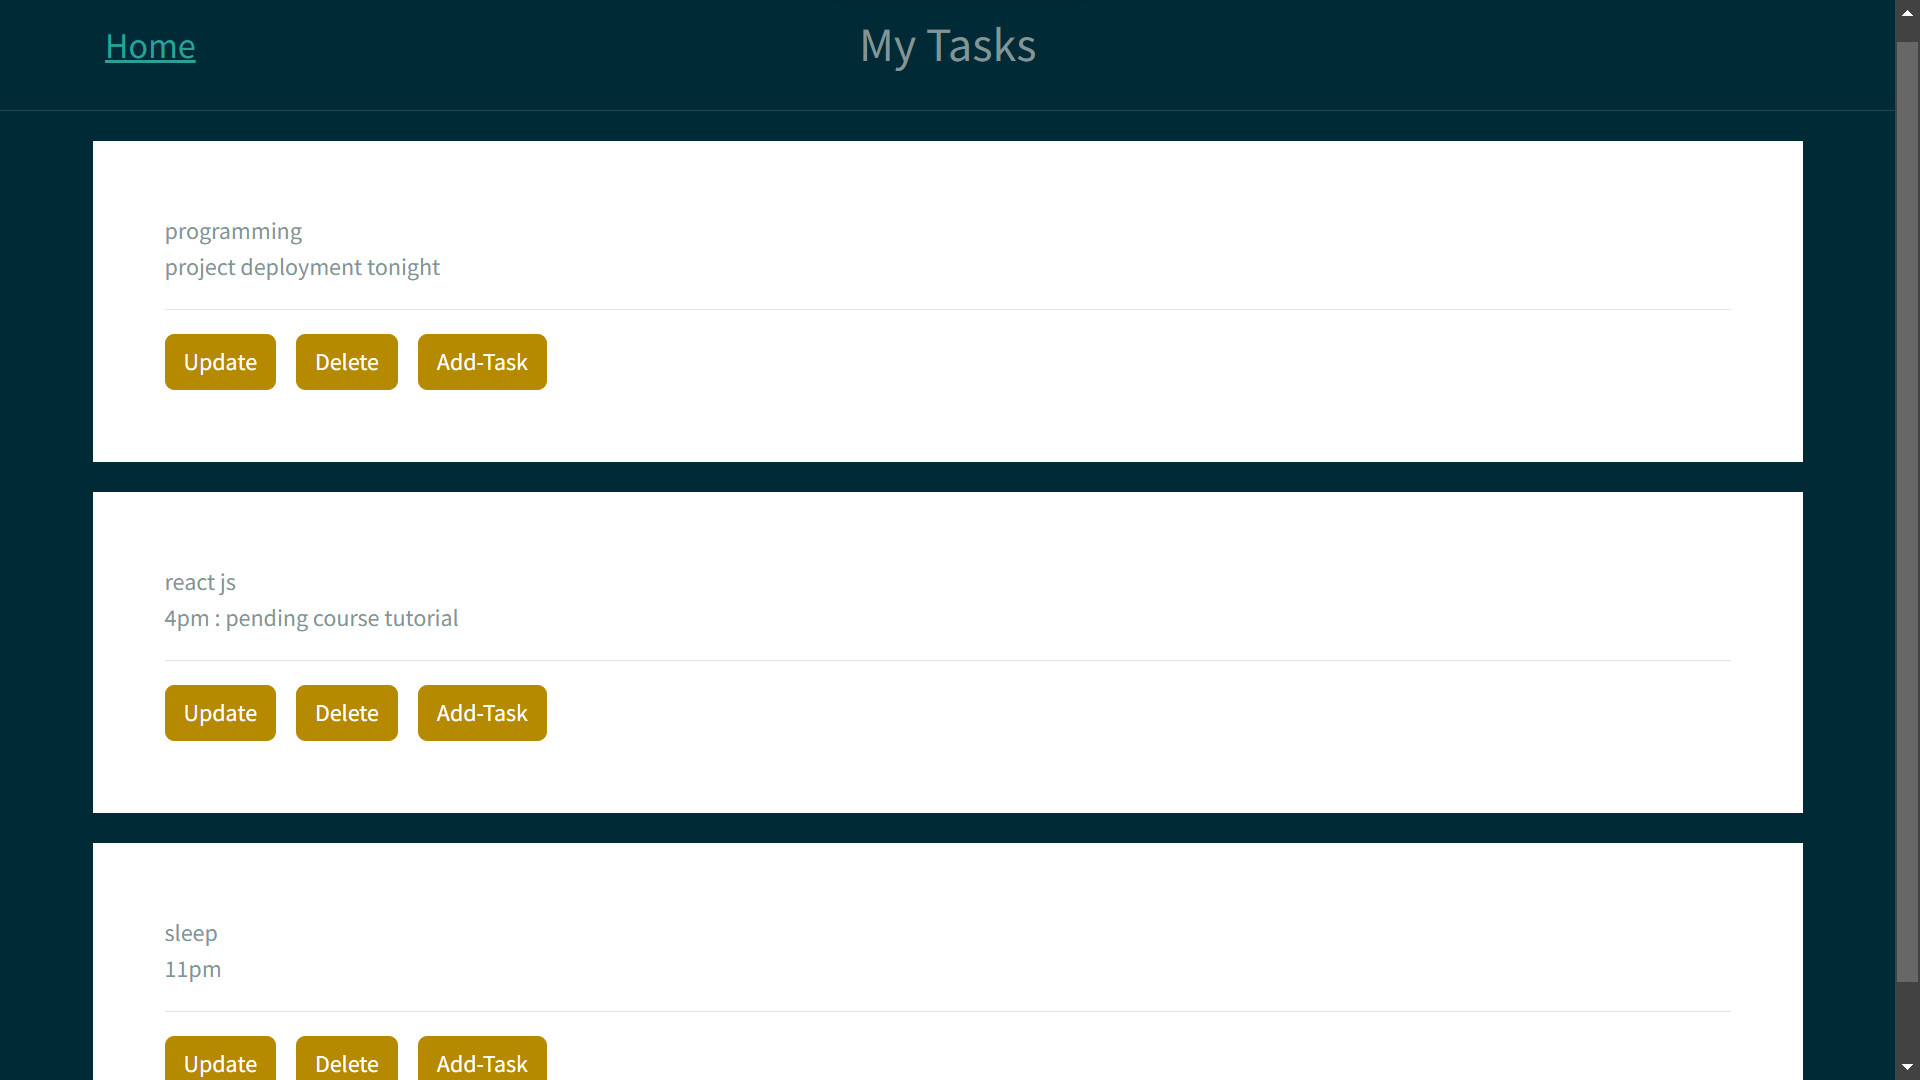 Home
My Tasks
programming
project deployment tonight
Update
Delete
Add-Task
react js
4pm : pending course tutorial
Update
Delete
Add-Task
sleep
11pm
Update
Delete
Add-Task